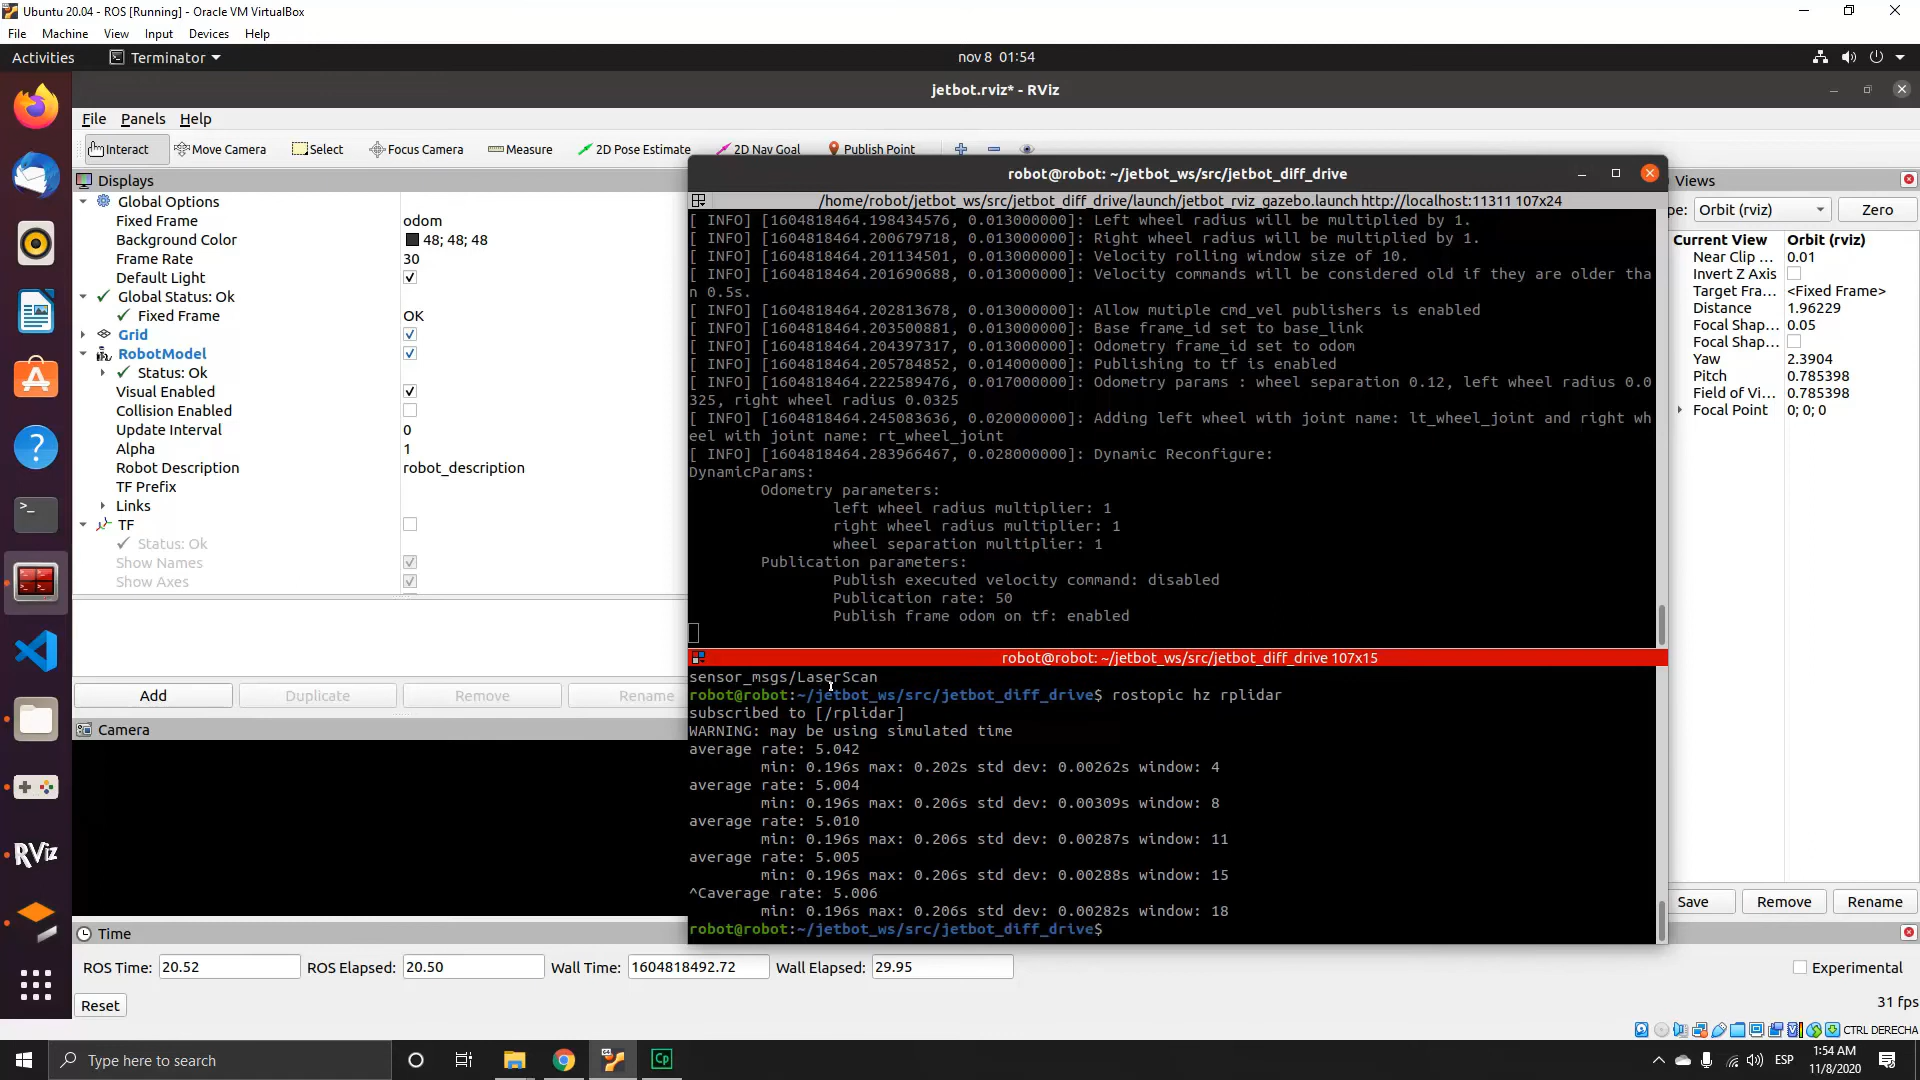 Ubuntu 20.04 - ROS [Running] - Oracle VM VirtualBox
File Machine View Input Devices Help
Activities Terminator nov 8 01:54
jetbot.rviz* - RViz
File Panels Help
Interact Move Camera Select Focus Camera Measure 2D Pose Estimate 2D Nav Goal Publish Point
Displays
Global Options
Fixed Frame odom
Background Color 48; 48; 48
Frame Rate 30
Default Light
Global Status: Ok
Fixed Frame OK
Grid
RobotModel
Status: Ok
Visual Enabled
Collision Enabled
Update Interval 0
Alpha 1
Robot Description robot_description
TF Prefix
Links
TF
Status: Ok
Show Names
Show Axes
Add Duplicate Remove Rename
Camera
robot@robot: ~/jetbot_ws/src/jetbot_diff_drive
/home/robot/jetbot_ws/src/jetbot_diff_drive/launch/jetbot_rviz_gazebo.launch http://localhost:11311 107x24
[ INFO] [1604818464.198434576, 0.013000000]: Left wheel radius will be multiplied by 1.
[ INFO] [1604818464.200679718, 0.013000000]: Right wheel radius will be multiplied by 1.
[ INFO] [1604818464.201134501, 0.013000000]: Velocity rolling window size of 10.
[ INFO] [1604818464.201690688, 0.013000000]: Velocity commands will be considered old if they are older tha
n 0.5s.
[ INFO] [1604818464.202813678, 0.013000000]: Allow mutiple cmd_vel publishers is enabled
[ INFO] [1604818464.203500881, 0.013000000]: Base frame_id set to base_link
[ INFO] [1604818464.204397317, 0.013000000]: Odometry frame_id set to odom
[ INFO] [1604818464.205784852, 0.014000000]: Publishing to tf is enabled
[ INFO] [1604818464.222589476, 0.017000000]: Odometry params : wheel separation 0.12, left wheel radius 0.0
325, right wheel radius 0.0325
[ INFO] [1604818464.245083636, 0.020000000]: Adding left wheel with joint name: lt_wheel_joint and right wh
eel with joint name: rt_wheel_joint
[ INFO] [1604818464.283966467, 0.028000000]: Dynamic Reconfigure:
DynamicParams:
Odometry parameters:
left wheel radius multiplier: 1
right wheel radius multiplier: 1
wheel separation multiplier: 1
Publication parameters:
Publish executed velocity command: disabled
Publication rate: 50
Publish frame odom on tf: enabled
robot@robot: ~/jetbot_ws/src/jetbot_diff_drive 107x15
sensor_msgs/LaserScan
robot@robot:~/jetbot_ws/src/jetbot_diff_drive$ rostopic hz rplidar
subscribed to [/rplidar]
WARNING: may be using simulated time
average rate: 5.042
min: 0.196s max: 0.202s std dev: 0.00262s window: 4
average rate: 5.004
min: 0.196s max: 0.206s std dev: 0.00309s window: 8
average rate: 5.010
min: 0.196s max: 0.206s std dev: 0.00287s window: 11
average rate: 5.005
min: 0.196s max: 0.206s std dev: 0.00288s window: 15
^Caverage rate: 5.006
min: 0.196s max: 0.206s std dev: 0.00282s window: 18
robot@robot:~/jetbot_ws/src/jetbot_diff_drive$
Views
pe: Orbit (rviz) Zero
Current View Orbit (rviz)
Near Clip ... 0.01
Invert Z Axis
Target Fra... <Fixed Frame>
Distance 1.96229
Focal Shap... 0.05
Focal Shap...
Yaw 2.3904
Pitch 0.785398
Field of Vi... 0.785398
Focal Point 0; 0; 0
Save Remove Rename
RViz
Time
ROS Time: 20.52 ROS Elapsed: 20.50 Wall Time: 1604818492.72 Wall Elapsed: 29.95 Experimental
Reset 31 fps
CTRL DERECHA
Type here to search
Cp
ESP
1:54 AM
11/8/2020